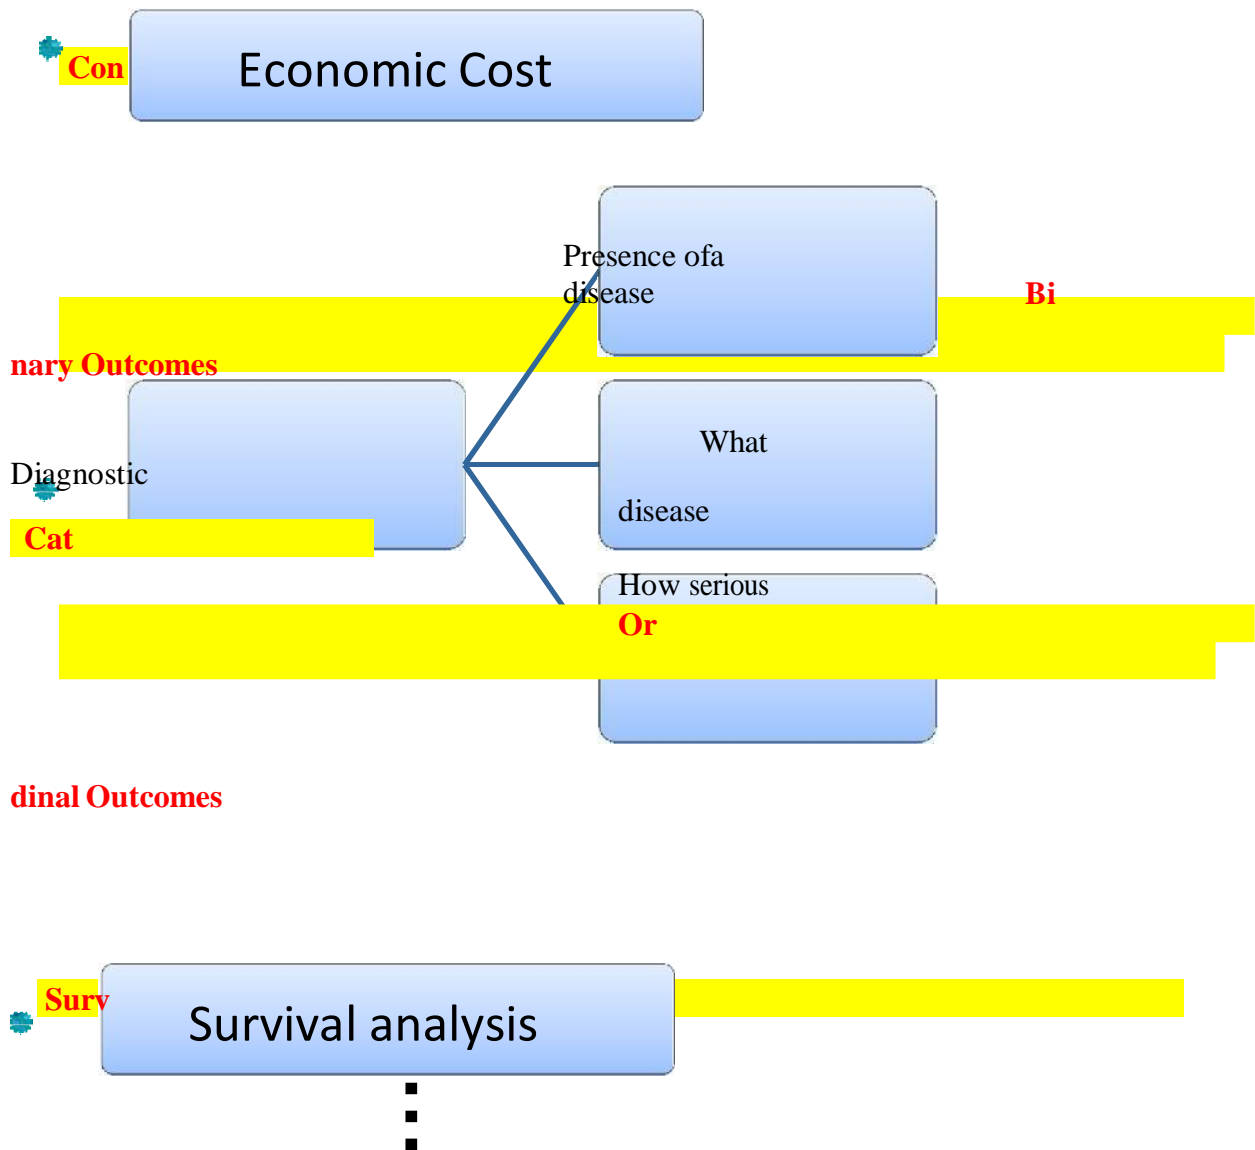 Con
Economic Cost
Presence ofa
disease
Bi
nary Outcomes
What
Diagnostic
disease
Cat
How serious
Or
dinal Outcomes
Surv
Survival analysis